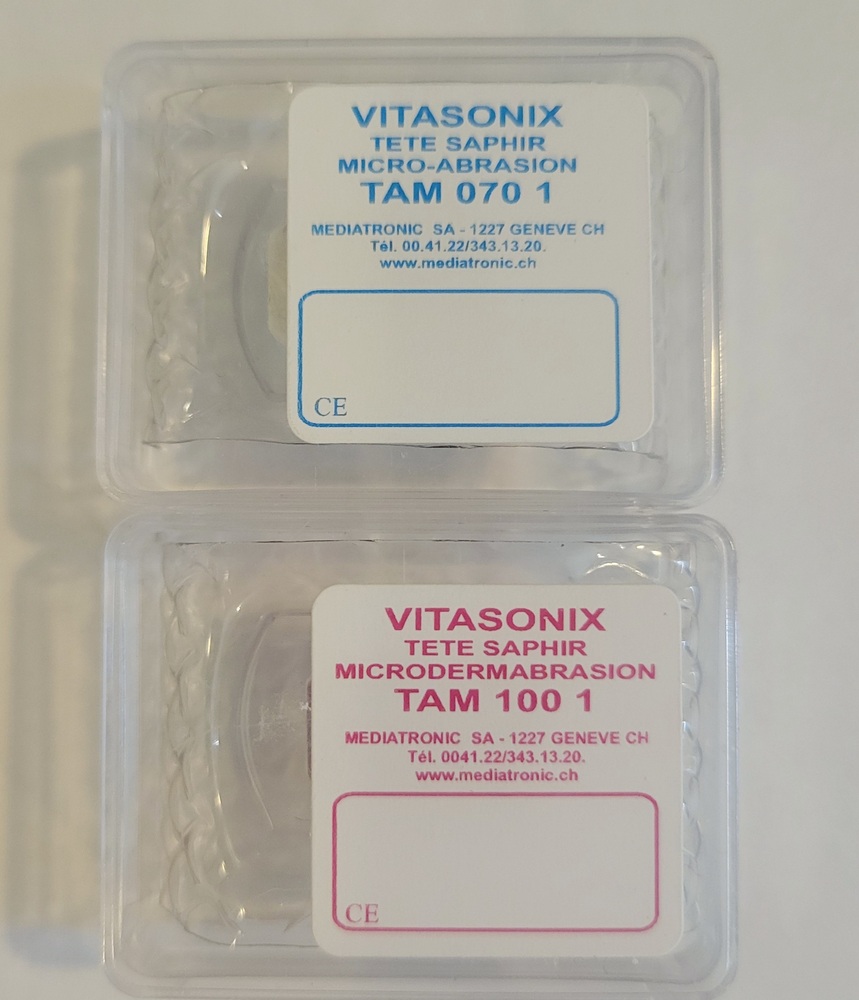 VITASONIX
TETE SAPHIR
MICRO-ABRASION
TAM 070 1
MEDIATRONIC SA - 1227 GENEVE CH
Tél. 00.41.22/343.13.20.
www.mediatronic.ch
CE
VITASONIX
TETE SAPHIR
MICRODERMABRASION
TAM 100 1
MEDIATRONIC SA - 1227 GENEVE CH
Tél. 0041.22/343.13.20.
www.mediatronic.ch
CE